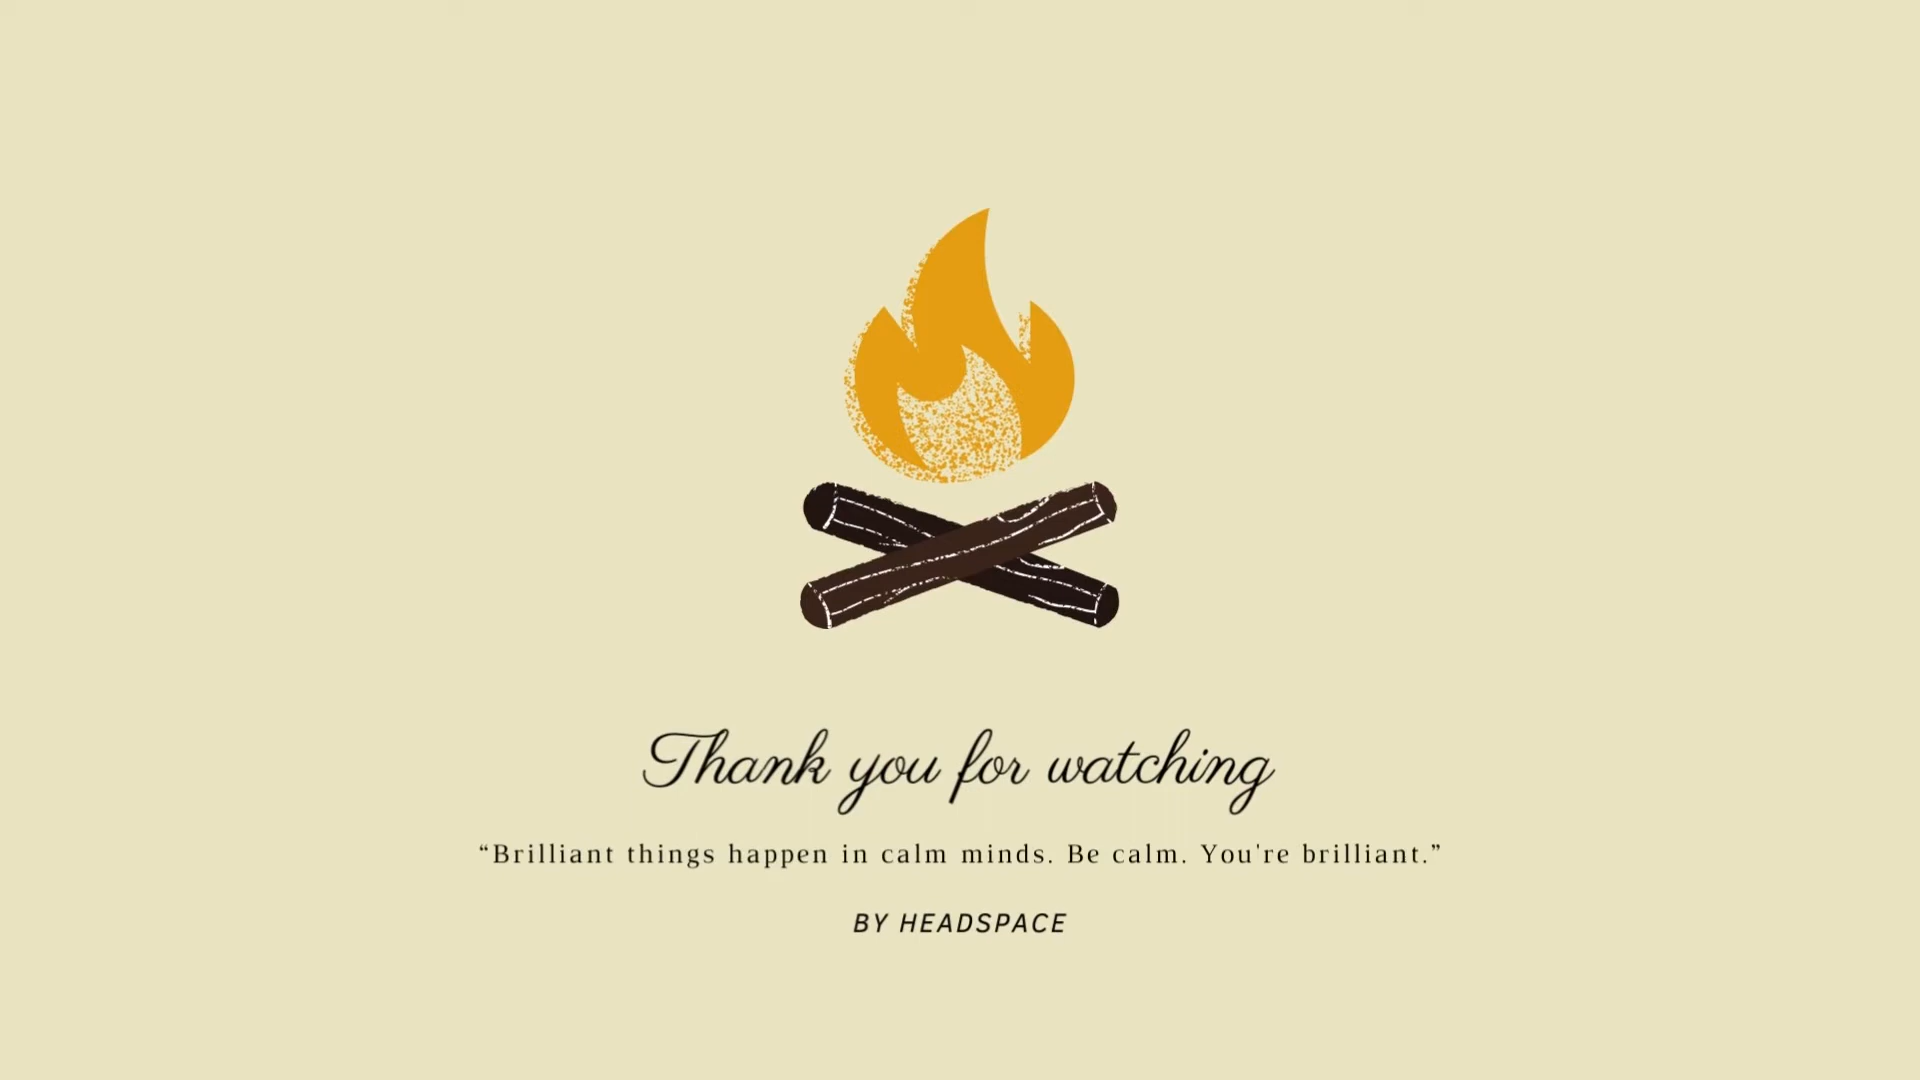 Thank you for watching
“Brilliant things happen in calm minds. Be calm. You're brilliant.”
BY HEADSPACE